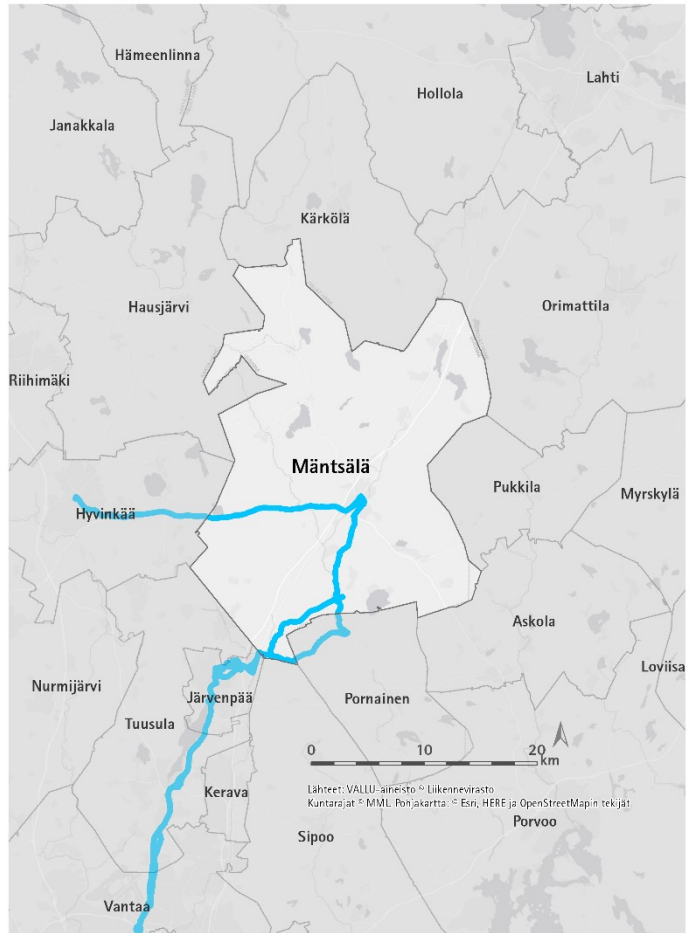 Hämeenlinna
Hollola
Lahti
Janakkala
Kärkölä
Hausjärvi
Orimattila
Riihimäki
Mäntsälä
Pukkila
Myrskylä
Hyvinkää
Askola
Loviisa
Nurmijärvi
Järvenpää
Pornainen
Tuusula
0 10 20
km
Kerava
Lähteet: VALLU-aineisto © Liikennevirasto
Kuntarajat © MML Pohjakartta: © Esri, HERE ja OpenStreetMapin tekijät
Porvoo
Sipoo
Vantaa